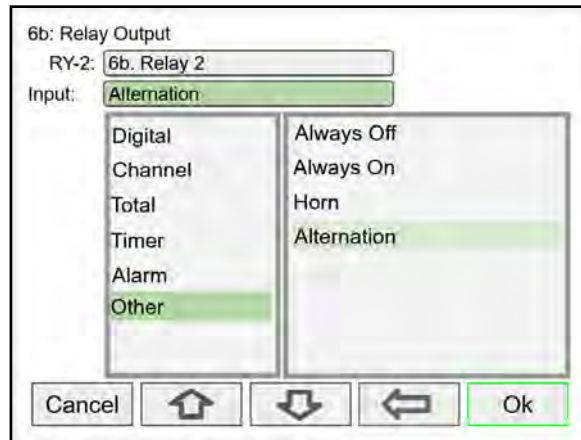 6b: Relay Output
RY-2: 6b. Relay 2
Input: Alternation
Digital
Channel
Total
Timer
Alarm
Other
Always Off
Always On
Horn
Alternation
Cancel
Ok